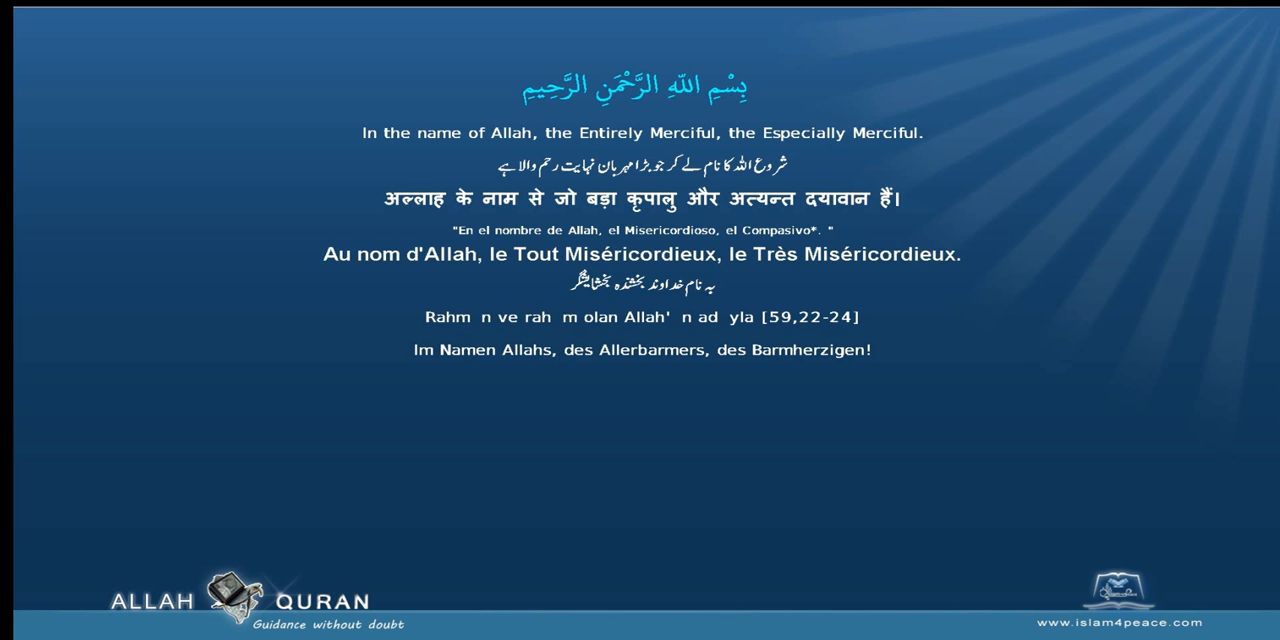 بِسْمِ اللّٰهِ الرَّحْمَنِ الرَّحِيمِ
In the name of Allah, the Entirely Merciful, the Especially Merciful.
شروع الله کا نام لے کر جو بڑا مہربان نہایت رحم والا ہے
अल्लाह के नाम से जो बड़ा कृपालु और अत्यन्त दयावान हैं।
"En el nombre de Allah, el Misericordioso, el Compasivo*. "
Au nom d'Allah, le Tout Miséricordieux, le Très Miséricordieux.
به نام خداوند بخشنده بخشایشگر
Rahm n ve rah m olan Allah' n ad yla [59,22-24]
Im Namen Allahs, des Allerbarmers, des Barmherzigen!
ALLAH QURAN
Guidance without doubt
www.islam4peace.com